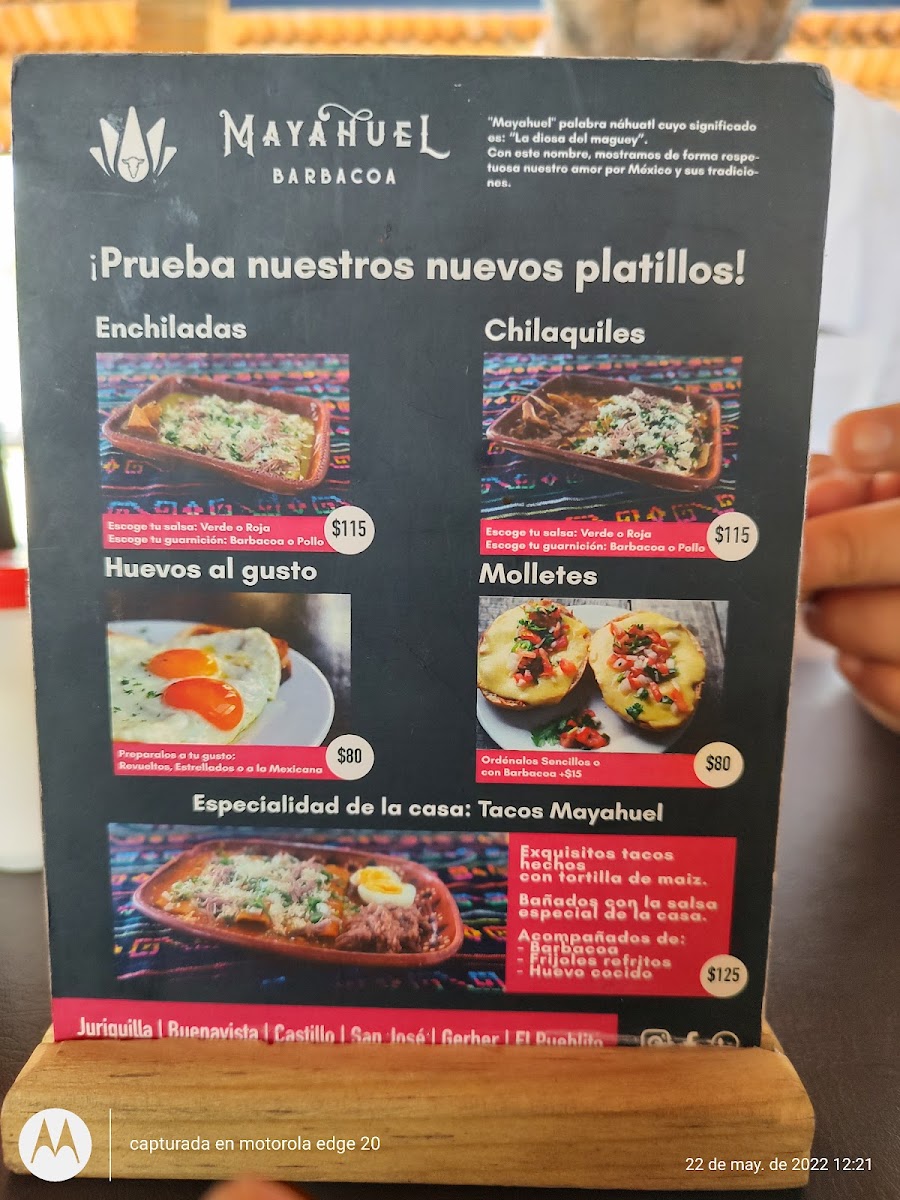 MAYAHUEL
BARBACOA
"Mayahuel" palabra náhuatl cuyo significado
es: "La diosa del maguey".
Con este nombre, mostramos de forma respe-
tuosa nuestro amor por México y sus tradicio-
nes.
¡Prueba nuestros nuevos platillos!
Enchiladas
Escoge tu salsa: Verde o Roja
Escoge tu guarnición: Barbacoa o Pollo
$115
Chilaquiles
Escoge tu salsa: Verde o Roja
Escoge tu guarnición: Barbacoa o Pollo
$115
Huevos al gusto
Preparalos a tu gusto:
Revueltos, Estrellados o a la Mexicana
$80
Molletes
Ordénalos Sencillos o
con Barbacoa +$15
$80
Especialidad de la casa: Tacos Mayahuel
Exquisitos tacos
hechos
con tortilla de maiz.
Bañados con la salsa
especial de la casa.
Acompañados de:
- Barbacoa
- Frijoles refritos
- Huevo cocido
$125
Juriquilla | Buenavista | Castillo | San José | Gerber | El Pueblito
capturada en motorola edge 20
22 de may. de 2022 12:21